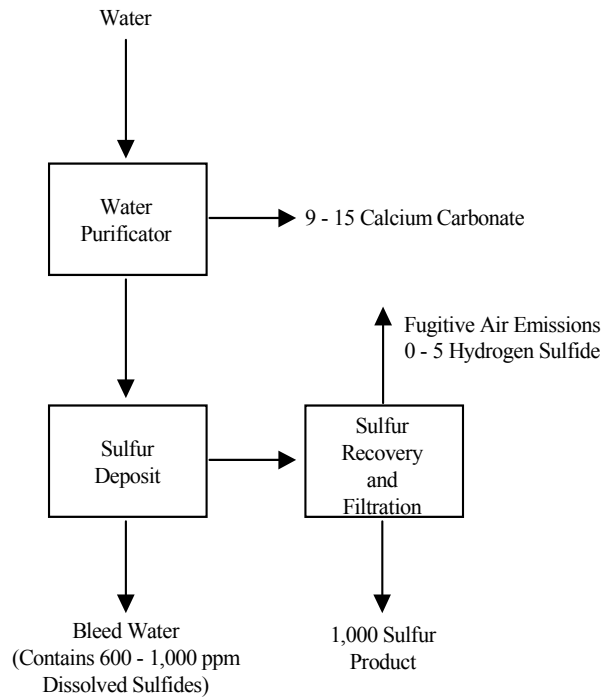 Water
Water
Purificator
9 - 15 Calcium Carbonate
Fugitive Air Emissions
0 - 5 Hydrogen Sulfide
Sulfur
Deposit
Sulfur
Recovery
and
Filtration
Bleed Water
(Contains 600 - 1,000 ppm
Dissolved Sulfides)
1,000 Sulfur
Product